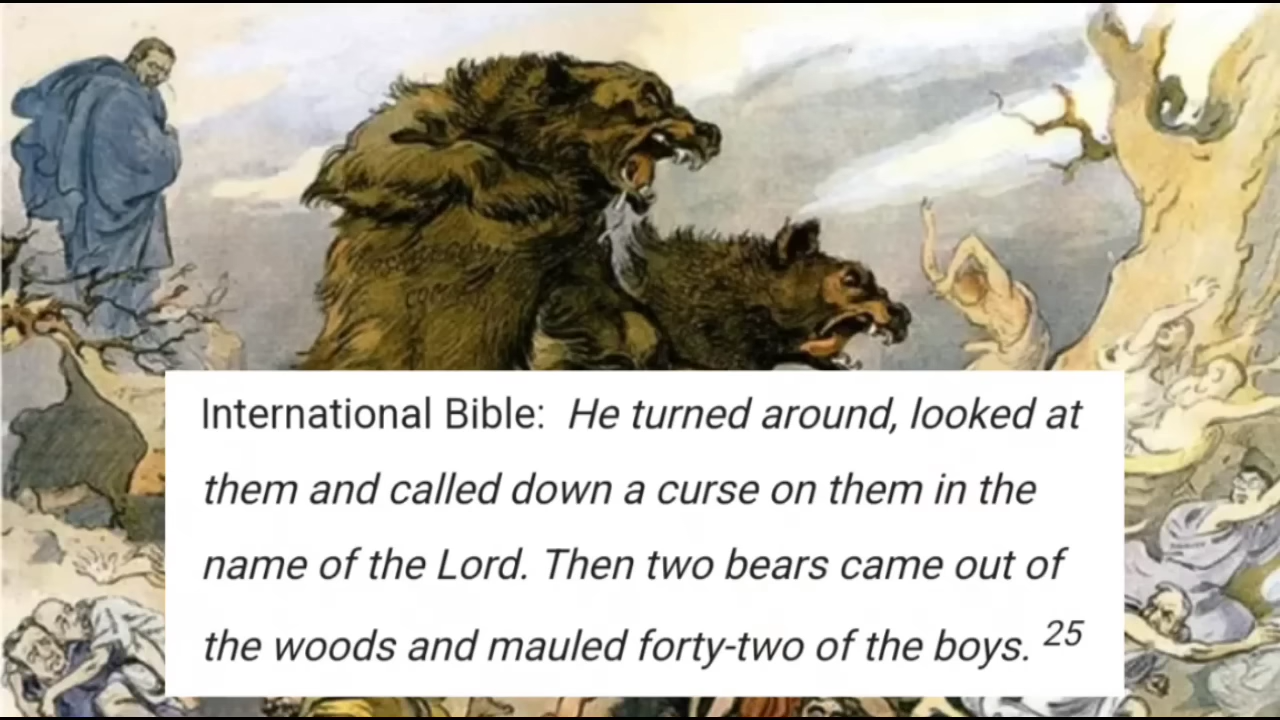 International Bible: He turned around, looked at
them and called down a curse on them in the
name of the Lord. Then two bears came out of
the woods and mauled forty-two of the boys. 25